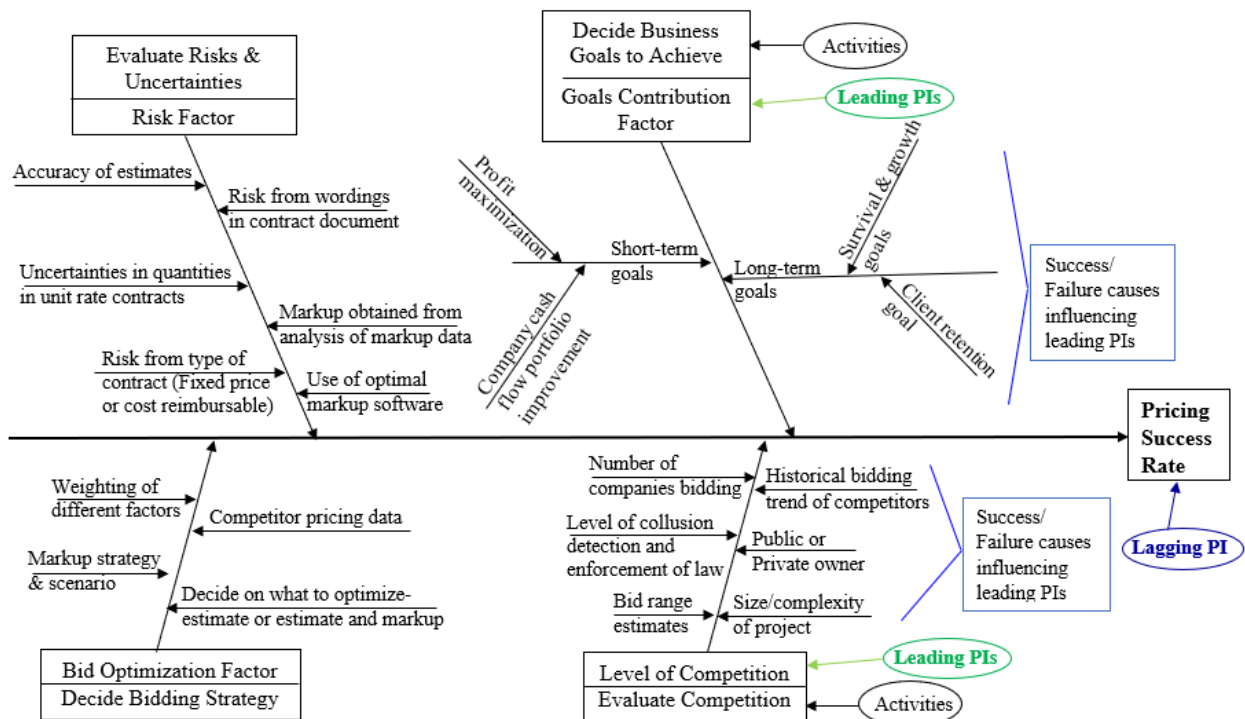 Evaluate Risks &
Uncertainties
Risk Factor
Decide Business
Goals to Achieve
Goals Contribution
Factor
Activities
Leading PIs
Accuracy of estimates
Risk from wordings
in contract document
Uncertainties in quantities
in unit rate contracts
Markup obtained from
analysis of markup data
Risk from type of
contract (Fixed price
or cost reimbursable)
Use of optimal
markup software
Profit
maximization
Short-term
goals
Company cash
flow portfolio
improvement
Long-term
goals
Survival & growth
goals
Client retention
goal
Success/
Failure causes
influencing
leading PIs
Pricing
Success
Rate
Lagging PI
Weighting of
different factors
Competitor pricing data
Markup strategy
& scenario
Decide on what to optimize-
estimate or estimate and markup
Bid Optimization Factor
Decide Bidding Strategy
Number of
companies bidding
Historical bidding
trend of competitors
Level of collusion
detection and
enforcement of law
Public or
Private owner
Bid range
estimates
Size/complexity
of project
Success/
Failure causes
influencing
leading PIs
Level of Competition
Evaluate Competition
Leading PIs
Activities